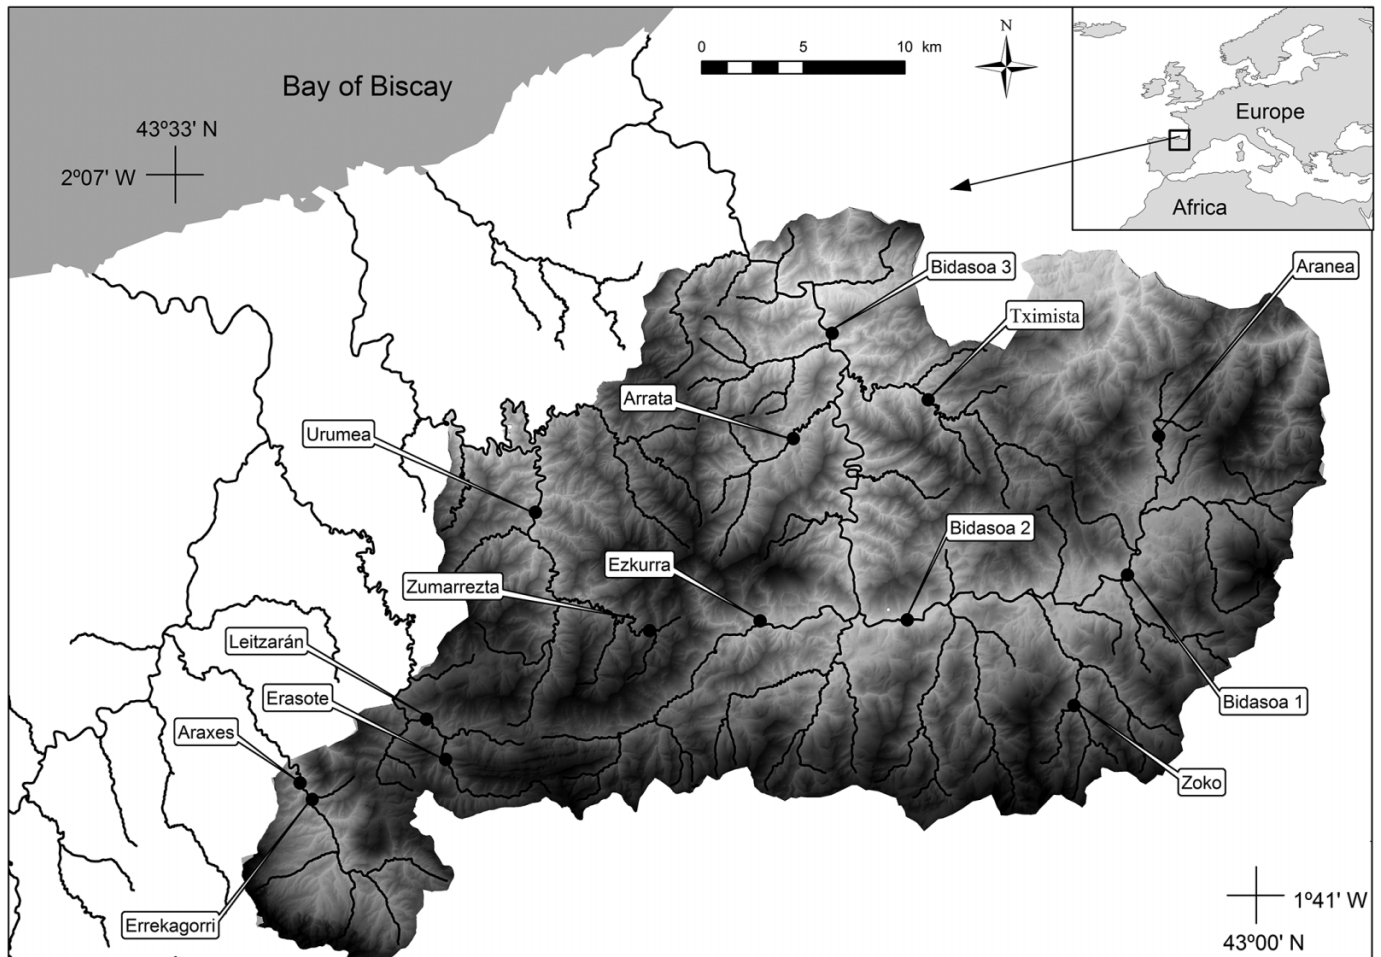 N
0 5 10 km
Bay of Biscay
43º33' N
2º07' W
Europe
Africa
Bidasoa 3
Aranea
Tximista
Arrata
Urumea
Bidasoa 2
Ezkurra
Zumarrezta
Leitzarán
Erasote
Bidasoa 1
Araxes
Zoko
Errekagorri
1º41' W
43º00' N